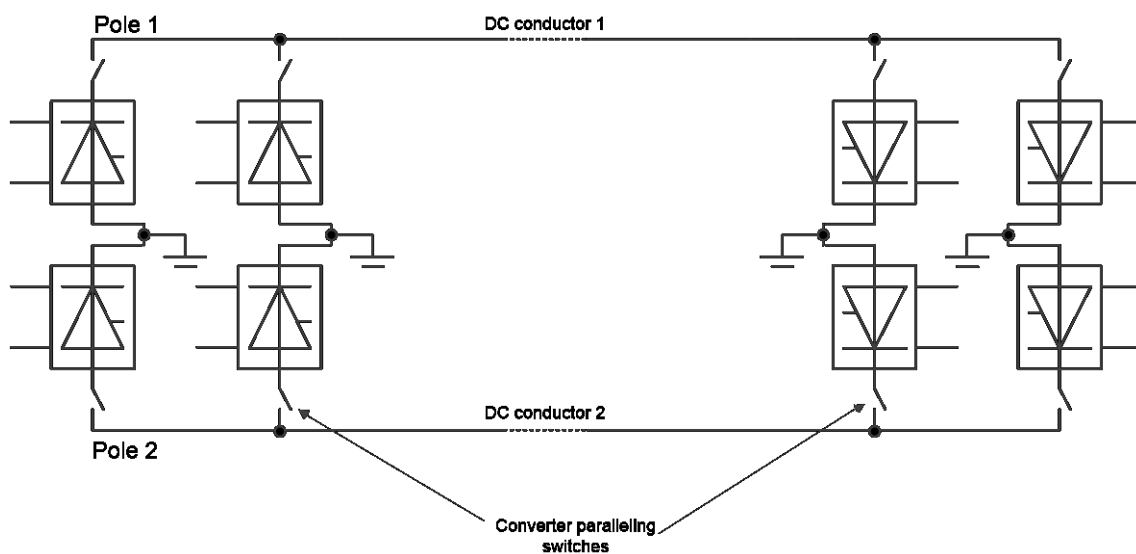 Pole 1
DC conductor 1
DC conductor 2
Pole 2
Converter paralleling
switches